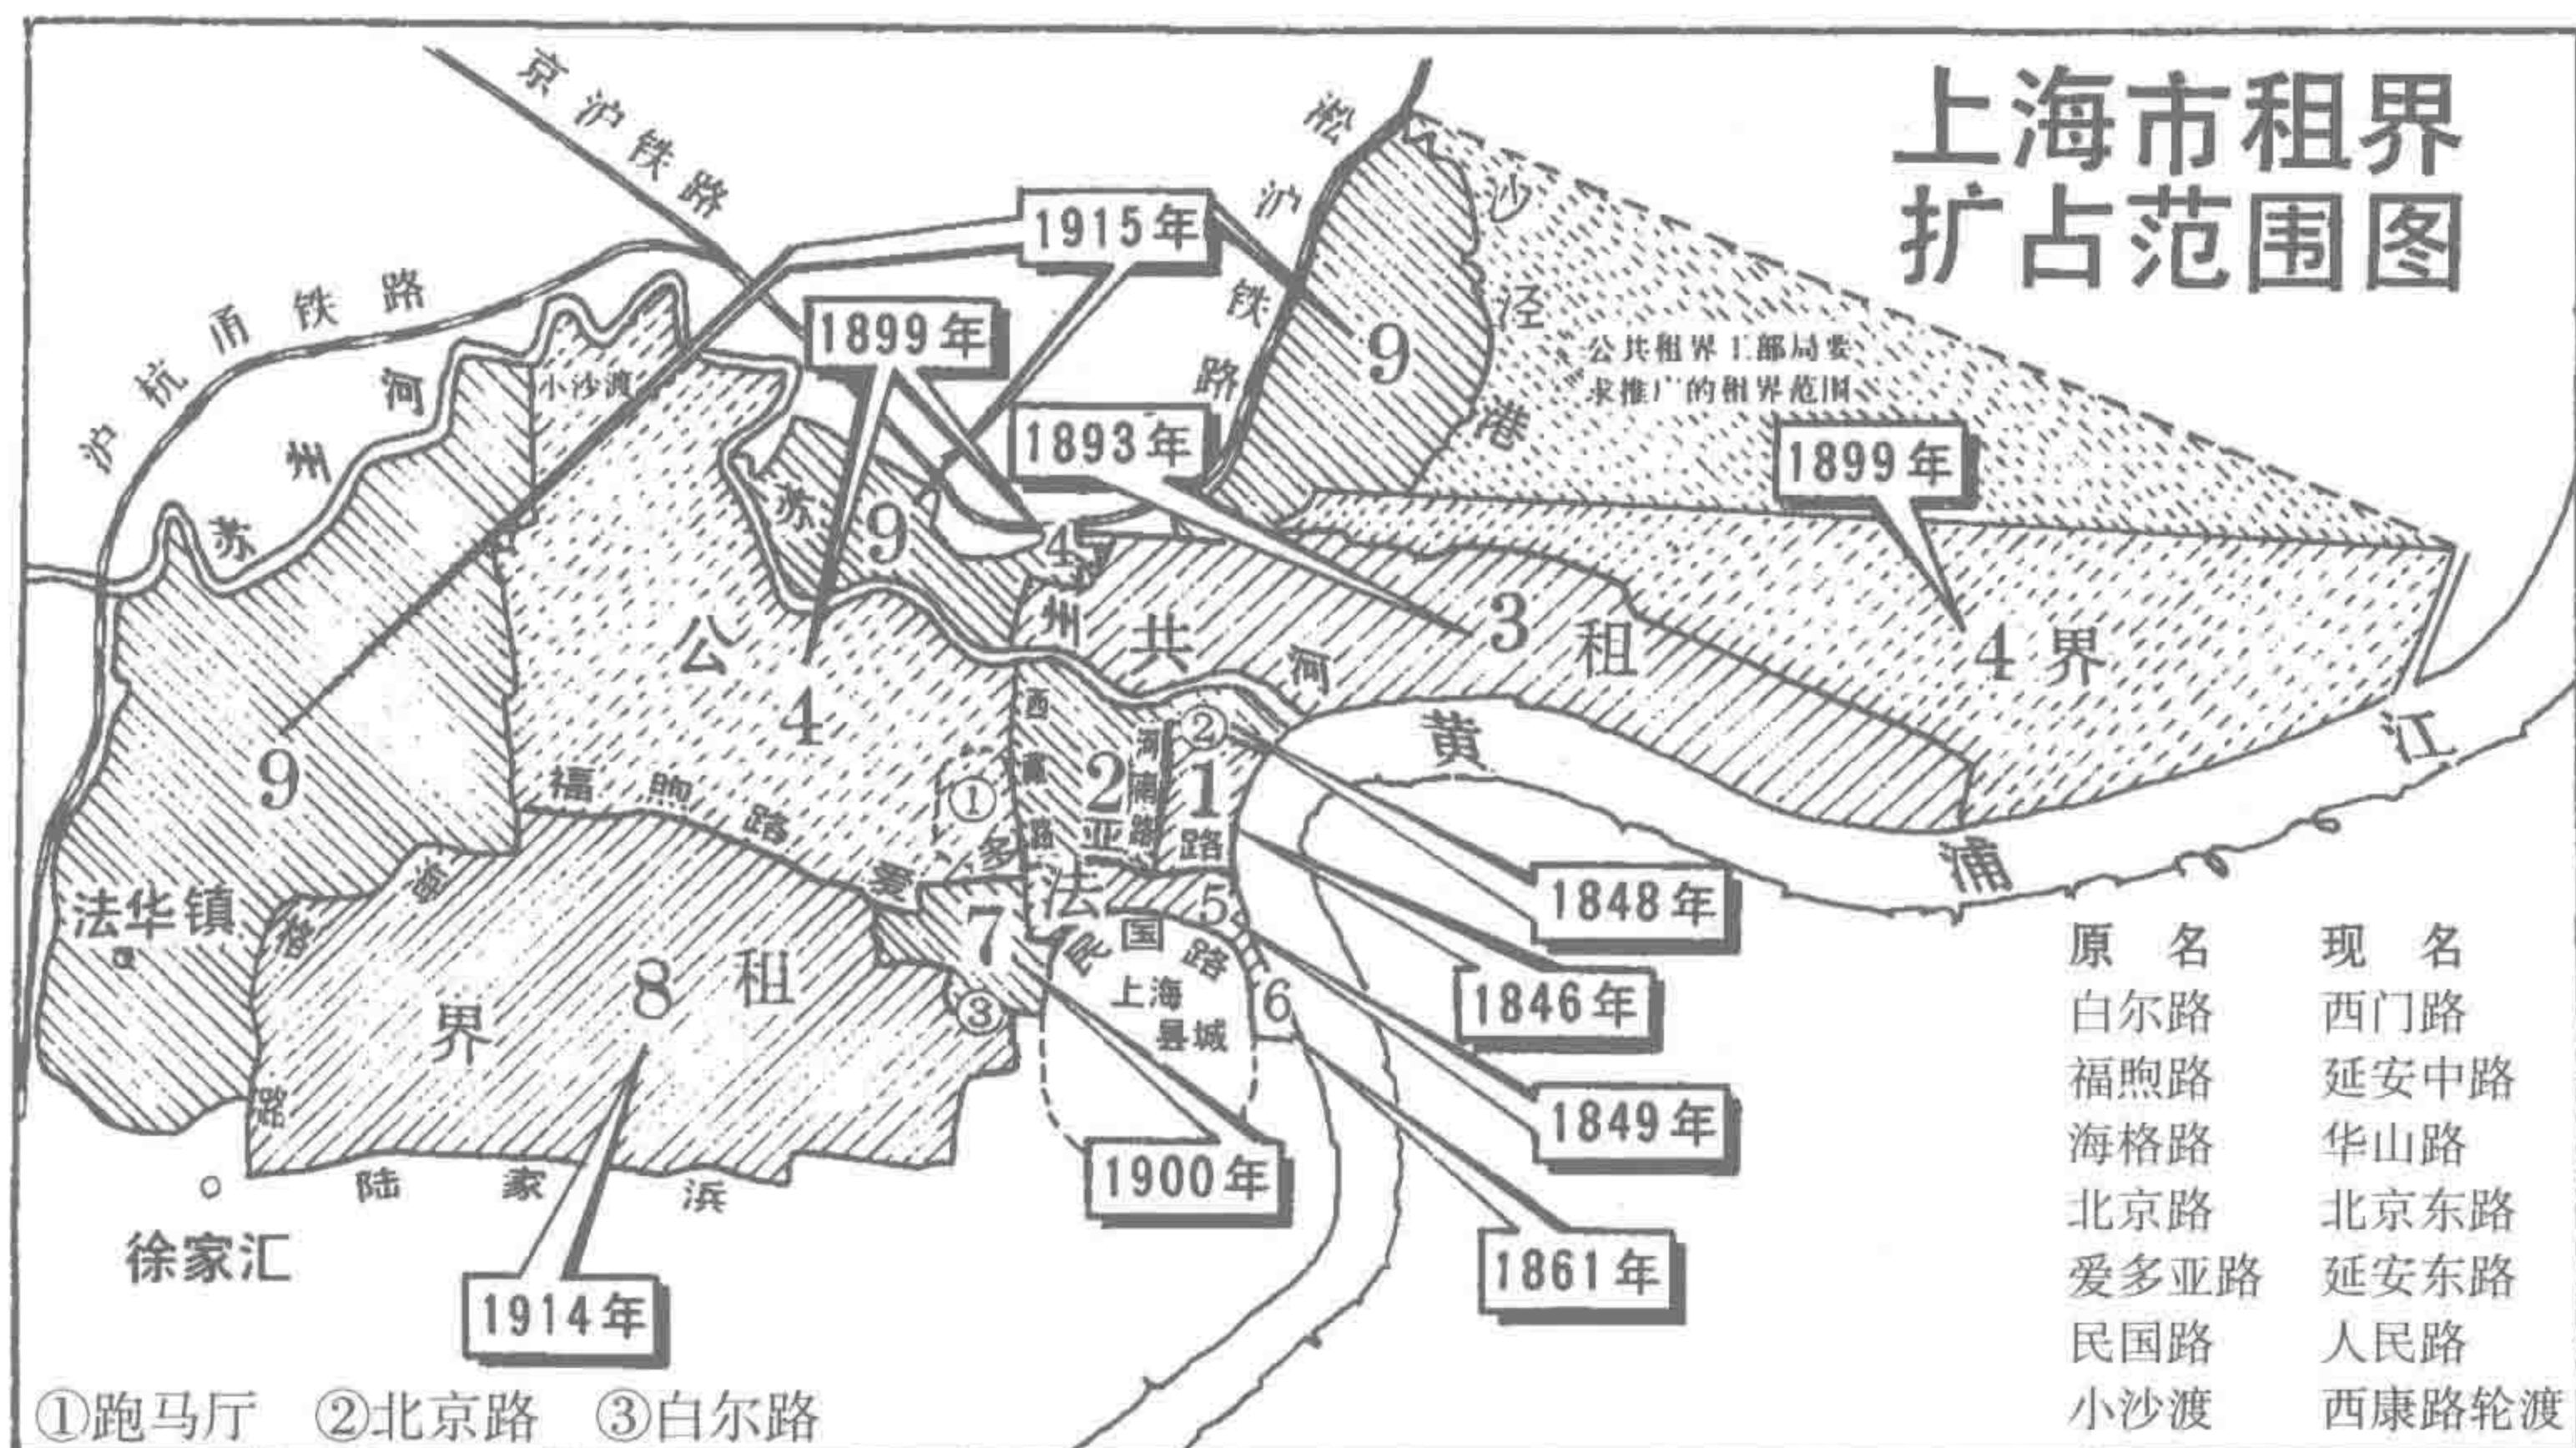 上海市租界
扩占范围图
京沪铁路
淞沪铁路
沪杭甬铁路
沙泾港
1915年
1899年
1893年
公共租界工部局要
求推广的租界范围
1899年
小沙渡
苏州河
苏州河
9
9
9
4
4
3
4
公共租界
黄浦江
西藏路
河南路
②
①
2
1
福煦路
爱多亚路
海格路
法华镇
法租界
5
6
7
8
③
民国路
上海
县城
陆家浜
徐家汇
1848年
1846年
1849年
1861年
1900年
1914年
原名 现名
白尔路 西门路
福煦路 延安中路
海格路 华山路
北京路 北京东路
爱多亚路 延安东路
民国路 人民路
小沙渡 西康路轮渡
①跑马厅 ②北京路 ③白尔路